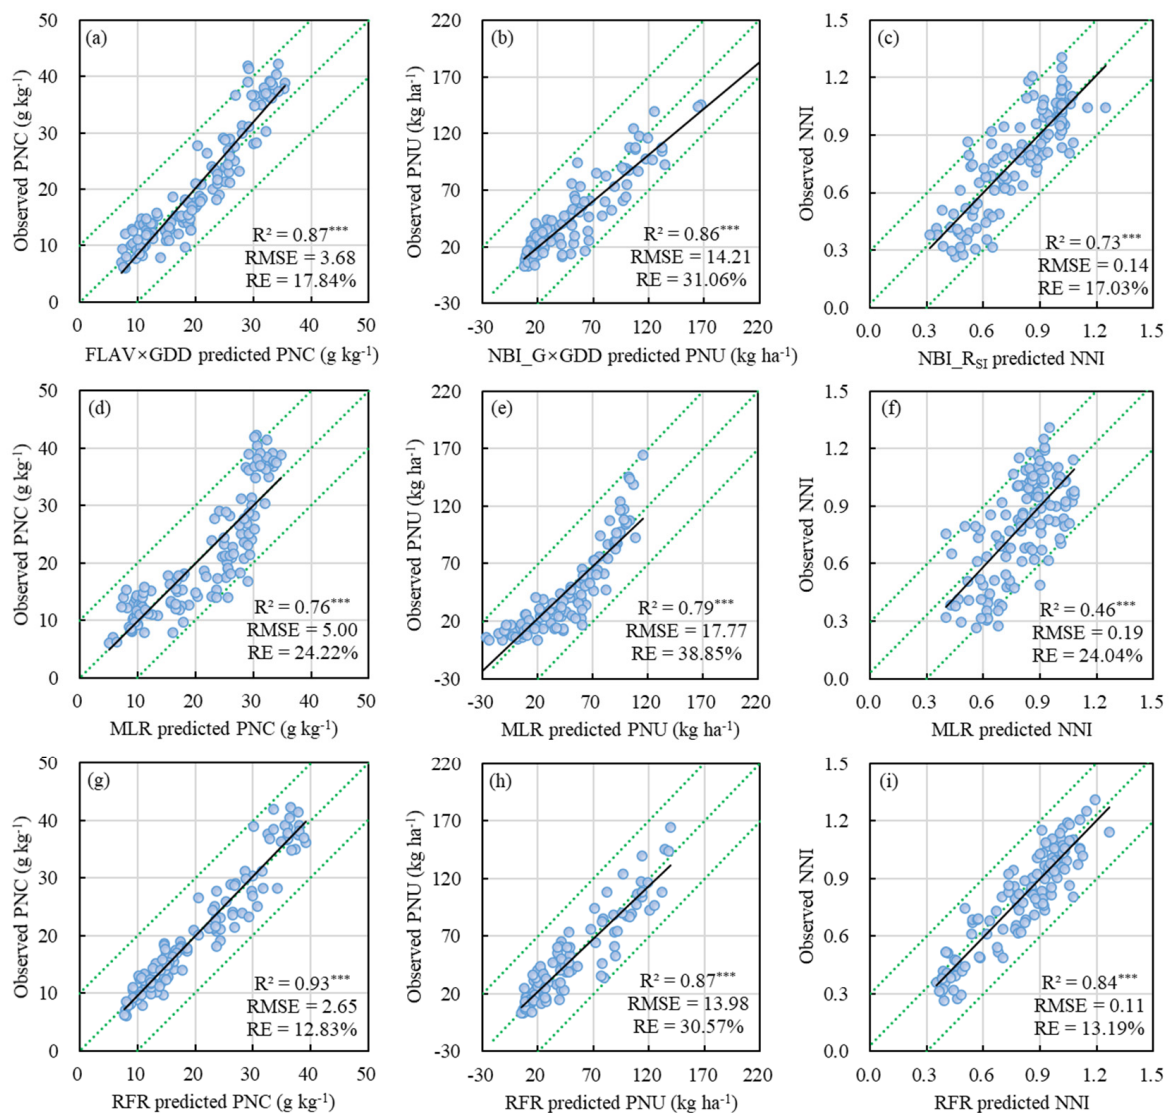 (a)
Observed PNC (g kg⁻¹)
50
40
30
20
10
0
R² = 0.87***
RMSE = 3.68
RE = 17.84%
0 10 20 30 40 50
FLAV×GDD predicted PNC (g kg⁻¹)
(b)
Observed PNU (kg ha⁻¹)
220
170
120
70
20
-30
R² = 0.86***
RMSE = 14.21
RE = 31.06%
-30 20 70 120 170 220
NBI_G×GDD predicted PNU (kg ha⁻¹)
(c)
Observed NNI
1.5
1.2
0.9
0.6
0.3
0.0
R² = 0.73***
RMSE = 0.14
RE = 17.03%
0.0 0.3 0.6 0.9 1.2 1.5
NBI_R_SI predicted NNI
(d)
Observed PNC (g kg⁻¹)
50
40
30
20
10
0
R² = 0.76***
RMSE = 5.00
RE = 24.22%
0 10 20 30 40 50
MLR predicted PNC (g kg⁻¹)
(e)
Observed PNU (kg ha⁻¹)
220
170
120
70
20
-30
R² = 0.79***
RMSE = 17.77
RE = 38.85%
-30 20 70 120 170 220
MLR predicted PNU (kg ha⁻¹)
(f)
Observed NNI
1.5
1.2
0.9
0.6
0.3
0.0
R² = 0.46***
RMSE = 0.19
RE = 24.04%
0.0 0.3 0.6 0.9 1.2 1.5
MLR predicted NNI
(g)
Observed PNC (g kg⁻¹)
50
40
30
20
10
0
R² = 0.93***
RMSE = 2.65
RE = 12.83%
0 10 20 30 40 50
RFR predicted PNC (g kg⁻¹)
(h)
Observed PNU (kg ha⁻¹)
220
170
120
70
20
-30
R² = 0.87***
RMSE = 13.98
RE = 30.57%
-30 20 70 120 170 220
RFR predicted PNU (kg ha⁻¹)
(i)
Observed NNI
1.5
1.2
0.9
0.6
0.3
0.0
R² = 0.84***
RMSE = 0.11
RE = 13.19%
0.0 0.3 0.6 0.9 1.2 1.5
RFR predicted NNI